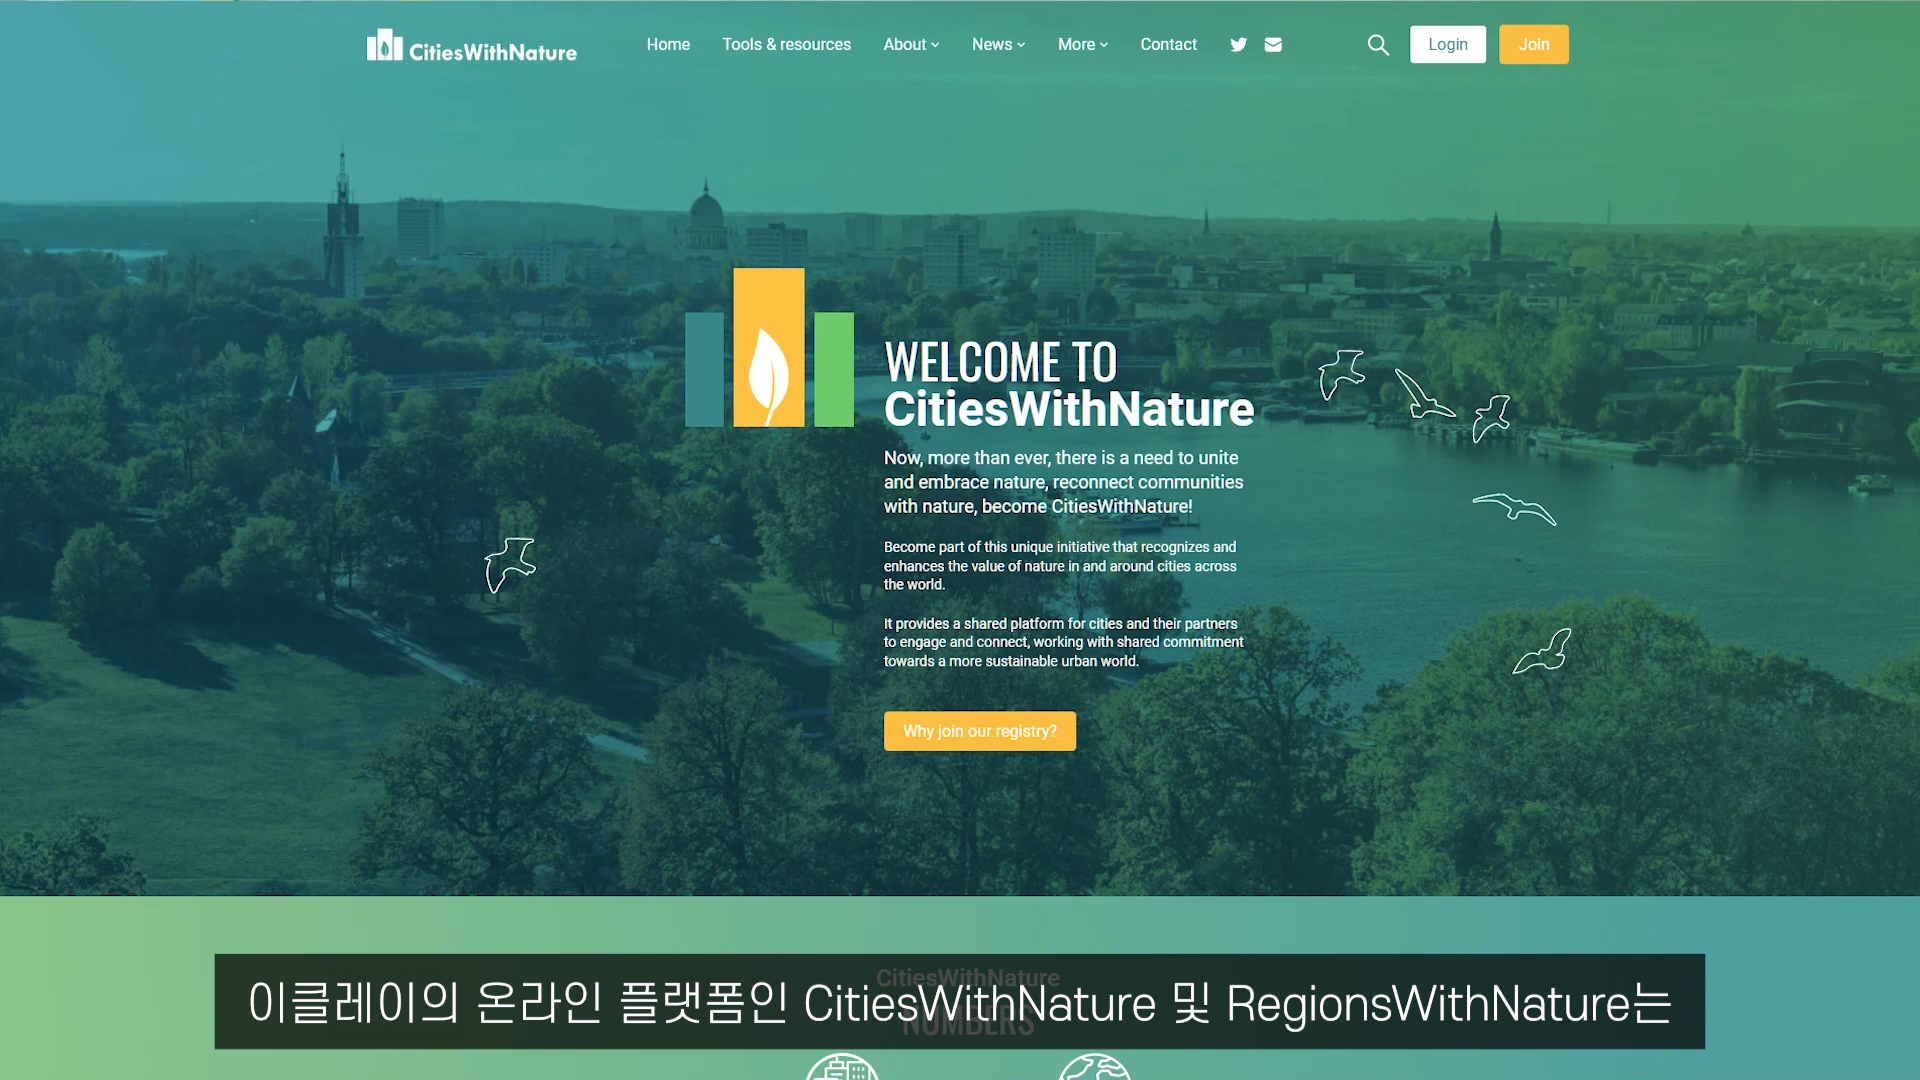 CitiesWithNature
Home Tools & resources About News More Contact
Login Join
WELCOME TO
CitiesWithNature
Now, more than ever, there is a need to unite
and embrace nature, reconnect communities
with nature, become CitiesWithNature!
Become part of this unique initiative that recognizes and
enhances the value of nature in and around cities across
the world.
It provides a shared platform for cities and their partners
to engage and connect, working with shared commitment
towards a more sustainable urban world.
Why join our registry?
CitiesWithNature
NUMBERS
이클레이의 온라인 플랫폼인 CitiesWithNature 및 RegionsWithNature는